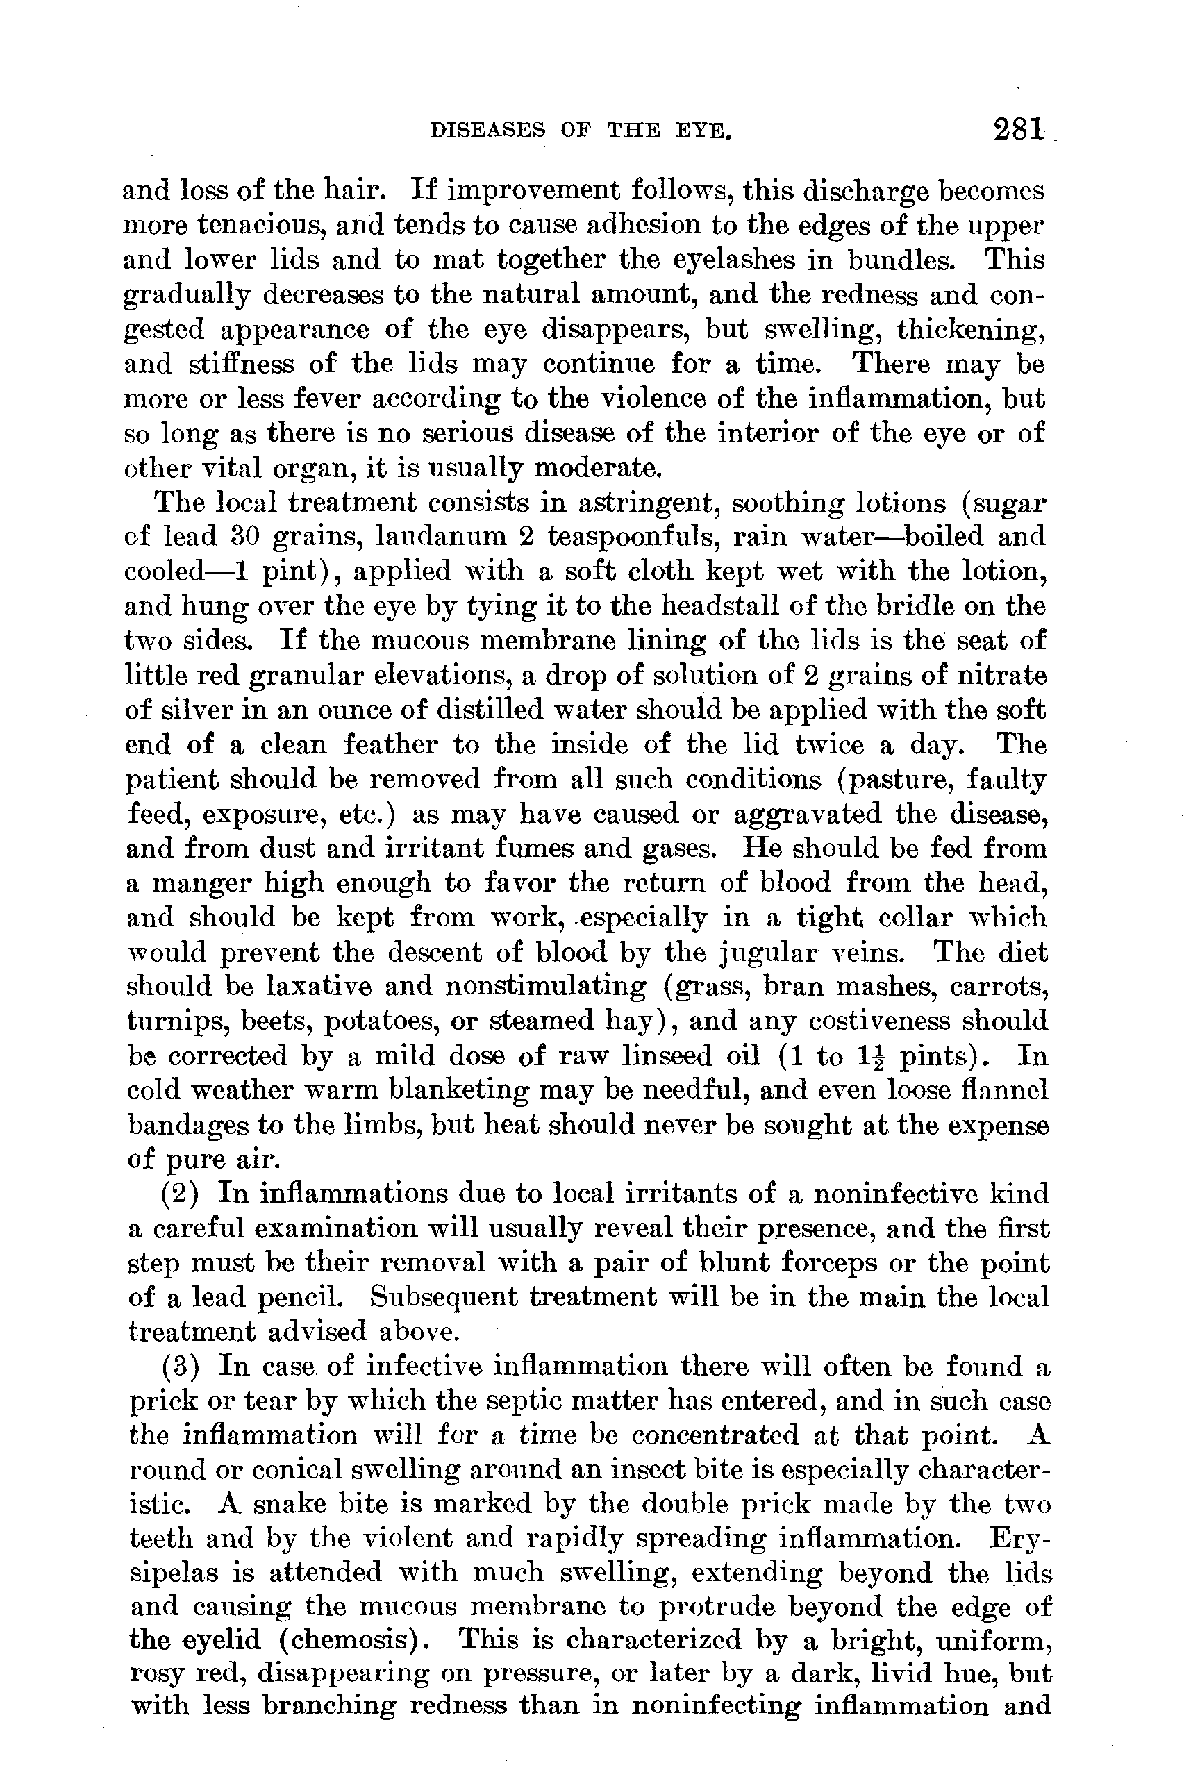 DISEASES OF THE EYE. 281
and loss of the hair. If improvement follows, this discharge becomes
more tenacious, and tends to cause adhesion to the edges of the upper
and lower lids and to mat together the eyelashes in bundles. This
gradually decreases to the natural amount, and the redness and con-
gested appearance of the eye disappears, but swelling, thickening,
and stiffness of the lids may continue for a time. There may be
more or less fever according to the violence of the inflammation, but
so long as there is no serious disease of the interior of the eye or of
other vital organ, it is usually moderate.
The local treatment consists in astringent, soothing lotions (sugar
of lead 30 grains, laudanum 2 teaspoonfuls, rain water—boiled and
cooled—1 pint), applied with a soft cloth kept wet with the lotion,
and hung over the eye by tying it to the headstall of the bridle on the
two sides. If the mucous membrane lining of the lids is the seat of
little red granular elevations, a drop of solution of 2 grains of nitrate
of silver in an ounce of distilled water should be applied with the soft
end of a clean feather to the inside of the lid twice a day. The
patient should be removed from all such conditions (pasture, faulty
feed, exposure, etc.) as may have caused or aggravated the disease,
and from dust and irritant fumes and gases. He should be fed from
a manger high enough to favor the return of blood from the head,
and should be kept from work, especially in a tight collar which
would prevent the descent of blood by the jugular veins. The diet
should be laxative and nonstimulating (grass, bran mashes, carrots,
turnips, beets, potatoes, or steamed hay), and any costiveness should
be corrected by a mild dose of raw linseed oil (1 to 1½ pints). In
cold weather warm blanketing may be needful, and even loose flannel
bandages to the limbs, but heat should never be sought at the expense
of pure air.
(2) In inflammations due to local irritants of a noninfective kind
a careful examination will usually reveal their presence, and the first
step must be their removal with a pair of blunt forceps or the point
of a lead pencil. Subsequent treatment will be in the main the local
treatment advised above.
(3) In case of infective inflammation there will often be found a
prick or tear by which the septic matter has entered, and in such case
the inflammation will for a time be concentrated at that point. A
round or conical swelling around an insect bite is especially character-
istic. A snake bite is marked by the double prick made by the two
teeth and by the violent and rapidly spreading inflammation. Ery-
sipelas is attended with much swelling, extending beyond the lids
and causing the mucous membrane to protrude beyond the edge of
the eyelid (chemosis). This is characterized by a bright, uniform,
rosy red, disappearing on pressure, or later by a dark, livid hue, but
with less branching redness than in noninfecting inflammation and